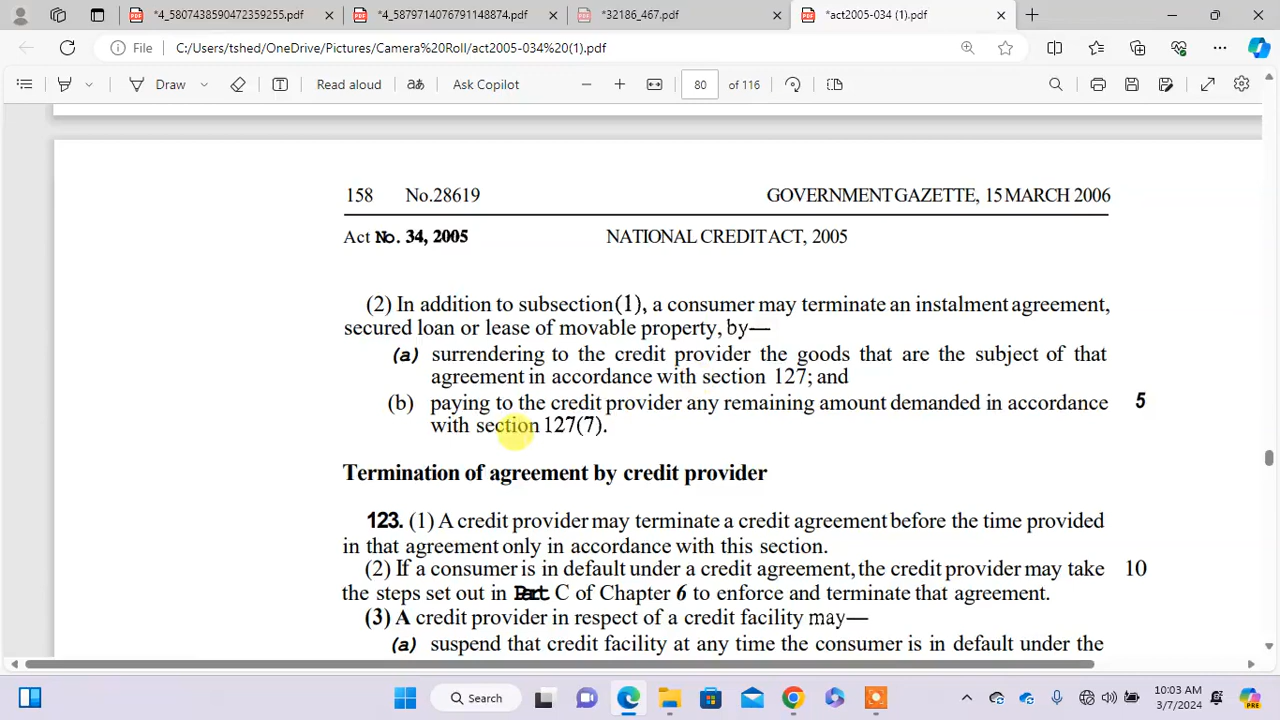 *4_5807438590472359255.pdf
*4_5879714076791148874.pdf
*32186_467.pdf
*act2005-034 (1).pdf
File
C:/Users/tshed/OneDrive/Pictures/Camera%20Roll/act2005-034%20(1).pdf
Draw
Read aloud
aあ
Ask Copilot
80 of 116
158 No.28619 GOVERNMENT GAZETTE, 15 MARCH 2006
Act No. 34, 2005 NATIONAL CREDIT ACT, 2005
(2) In addition to subsection (1), a consumer may terminate an instalment agreement,
secured loan or lease of movable property, by—
(a) surrendering to the credit provider the goods that are the subject of that
agreement in accordance with section 127; and
(b) paying to the credit provider any remaining amount demanded in accordance 5
with section 127(7).
Termination of agreement by credit provider
123. (1) A credit provider may terminate a credit agreement before the time provided
in that agreement only in accordance with this section.
(2) If a consumer is in default under a credit agreement, the credit provider may take 10
the steps set out in Part C of Chapter 6 to enforce and terminate that agreement.
(3) A credit provider in respect of a credit facility may—
(a) suspend that credit facility at any time the consumer is in default under the
Search
PRE
10:03 AM
3/7/2024